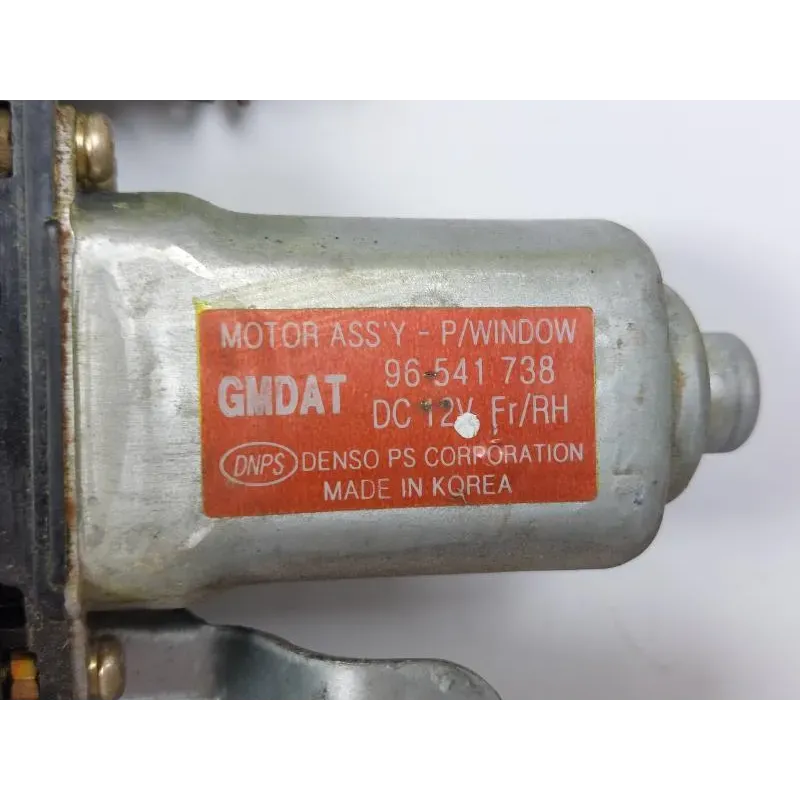 MOTOR ASS'Y - P/WINDOW
GMDAT 96-541 738
DC 12V Fr/RH
DNPS DENSO PS CORPORATION
MADE IN KOREA